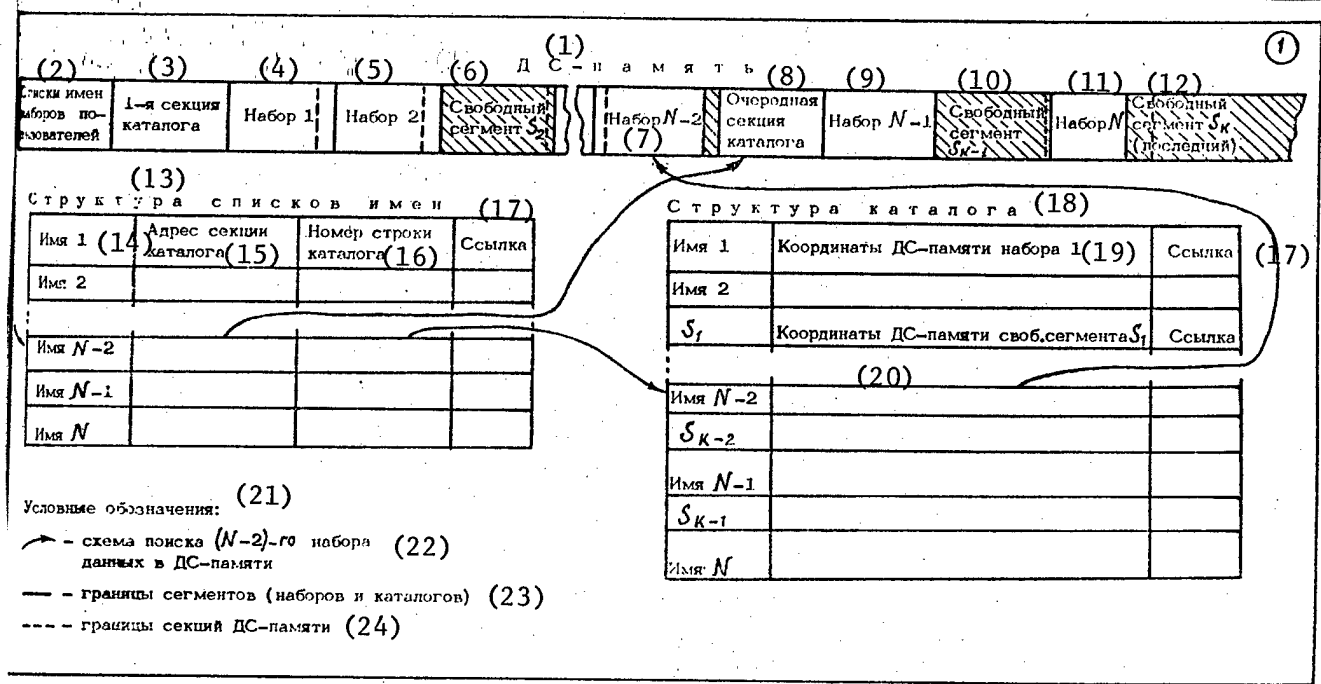 1
(1)
ДС-память
(2) (3) (4) (5) (6) (8) (9) (10) (11) (12)
Списки имен наборов пользователей
1-я секция каталога
Набор 1
Набор 2
Свободный сегмент S2
Набор N-2
(7)
Очередная секция каталога
Набор N-1
Свободный сегмент SK-1
Набор N
Свободный сегмент SK (последний)
(13)
Структура списков имен (17)
Имя 1 (14) Адрес секции каталога (15) Номер строки каталога (16) Ссылка
Имя 2
Имя N-2
Имя N-1
Имя N
Структура каталога (18)
Имя 1 Координаты ДС-памяти набора 1 (19) Ссылка (17)
Имя 2
S1 Координаты ДС-памяти своб.сегмента S1 Ссылка
(20)
Имя N-2
SK-2
Имя N-1
SK-1
Имя N
Условные обозначения: (21)
- схема поиска (N-2)-го набора (22)
данных в ДС-памяти
- границы сегментов (наборов и каталогов) (23)
- границы секций ДС-памяти (24)